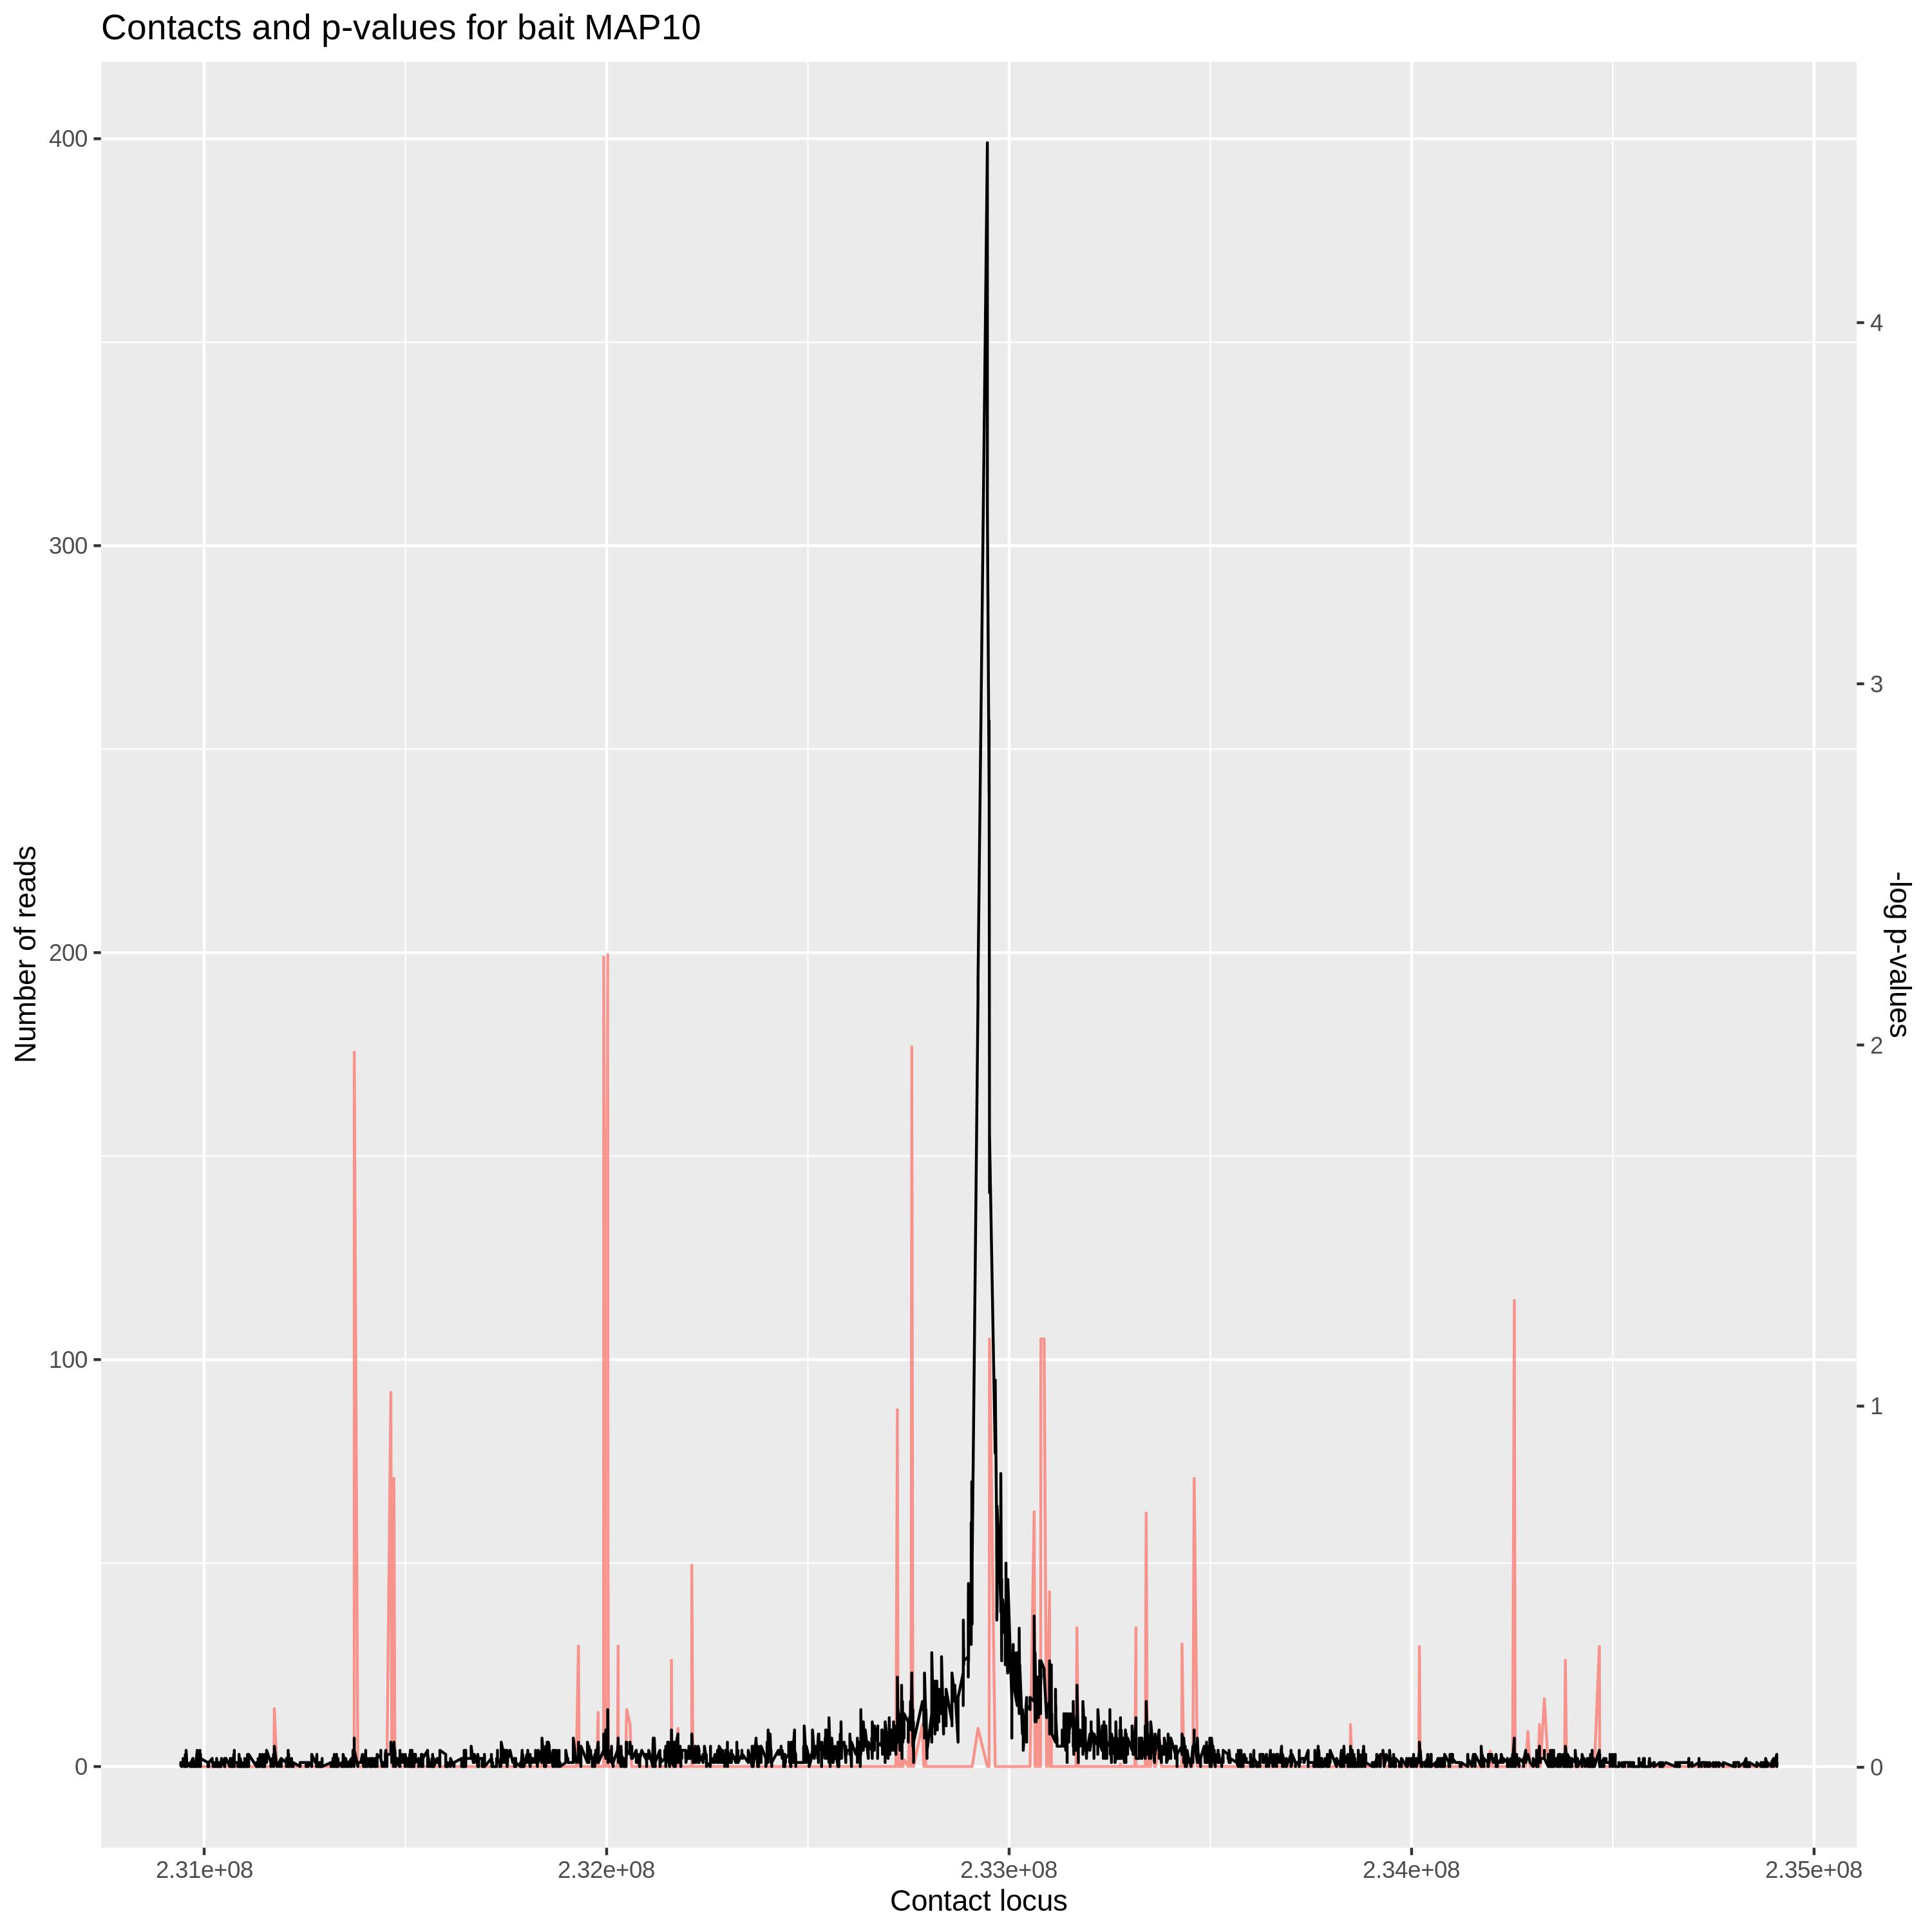 Contacts and p-values for bait MAP10
400
300
200
100
0
Number of reads
4
3
2
1
0
-log p-values
2.31e+08
2.32e+08
2.33e+08
2.34e+08
2.35e+08
Contact locus